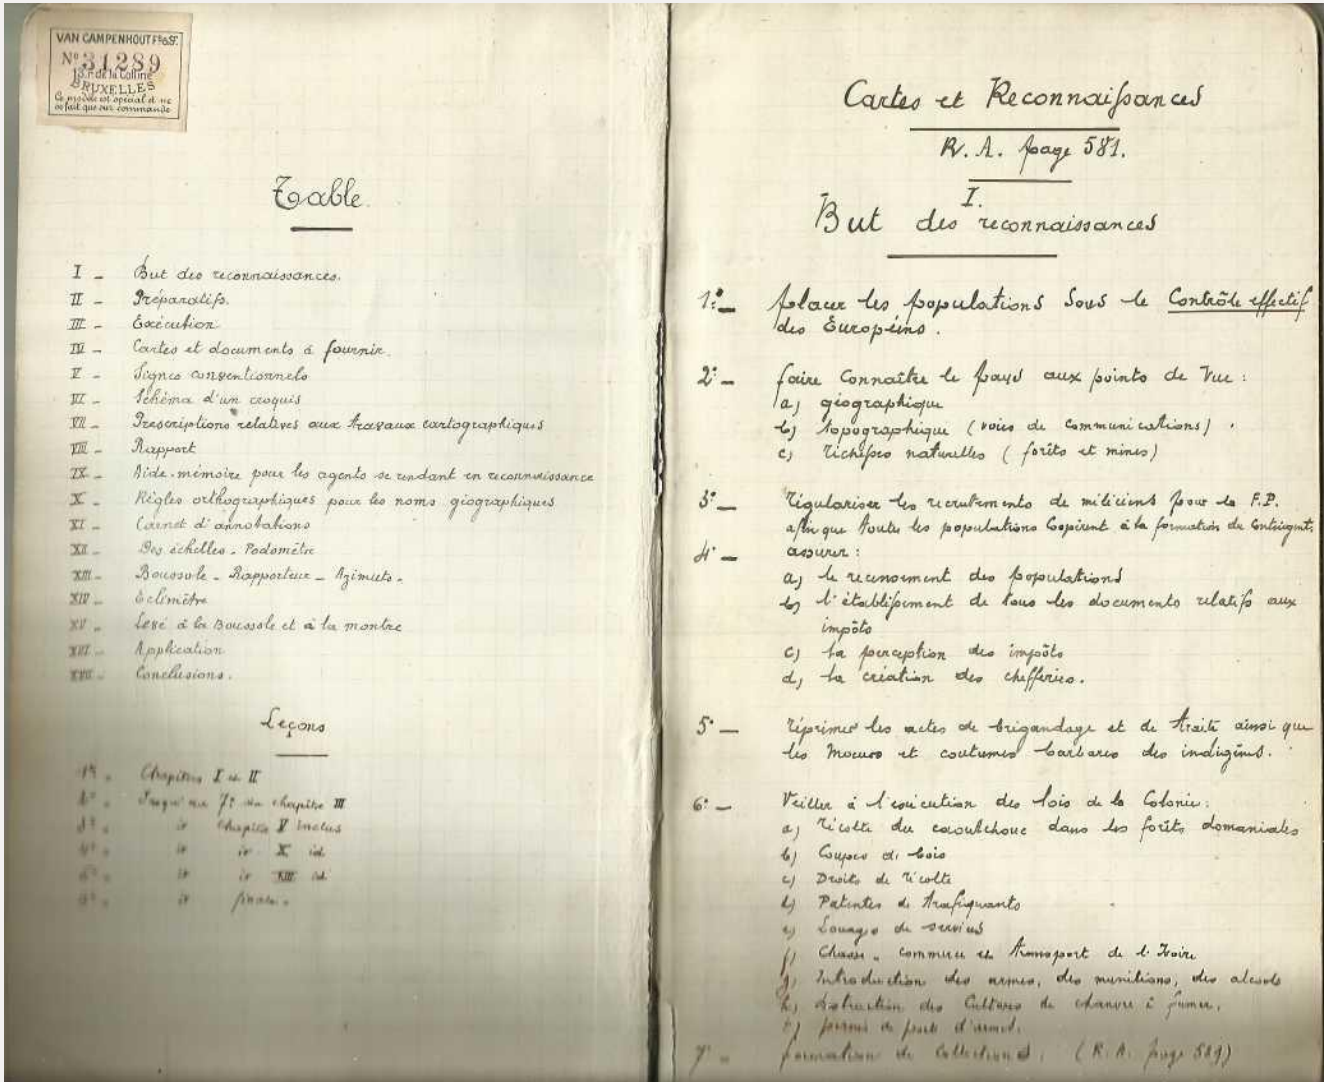 VAN CAMPENHOUT Fs & Sr
No 31289
13, r. de la Colline
BRUXELLES
Ce modèle est spécial et ne
se fait que sur commande
Table
I - But des reconnaissances.
II - Préparatifs.
III - Exécution
IV - Cartes et documents à fournir.
V - Signes conventionnels
VI - Schéma d'un croquis
VII - Prescriptions relatives aux travaux cartographiques
VIII - Rapport
IX - Aide-mémoire pour les agents se rendant en reconnaissance
X - Règles orthographiques pour les noms géographiques
XI - Carnet d'annotations
XII - Des échelles - Podomètre
XIII - Boussole - Rapporteur - Azimuts.
XIV - Eclimètre
XV - Levé à la Boussole et à la montre
XVI - Application
XVII - Conclusions.
Leçons
1re - Chapitres I et II
Jusqu'au 7° du chapitre III
chapitre V inclus
X id
XIII id
Cartes et Reconnaissances
R. A. page 581.
I.
But des reconnaissances
1° - placer les populations sous le Contrôle effectif
des Européens.
2° - faire connaître le pays aux points de vue :
a) géographique
b) topographique (voies de communications).
c) richesses naturelles (forêts et mines)
3° - régulariser les recrutements de miliciens pour la F.P.
afin que toutes les populations coopèrent à la formation du contingent.
4° - assurer :
a) le recensement des populations
b) l'établissement de tous les documents relatifs aux
impôts
c) la perception des impôts
d) la création des chefferies.
5° - réprimer les actes de brigandage et de traite ainsi que
les mœurs et coutumes barbares des indigènes.
6° - Veiller à l'exécution des lois de la Colonie :
a) récolte du caoutchouc dans les forêts domaniales
b) Coupes de bois
c) Droits de récolte
d) Patentes de trafiquants
e) Louages de services
f) Chasse - commerce et transport de l'Ivoire
g) Introduction des armes, des munitions, des alcools
h) destruction des Cultures de chanvre à fumer.
i) permis de port d'armes.
7° - formation de collections. (R.A. page 589)